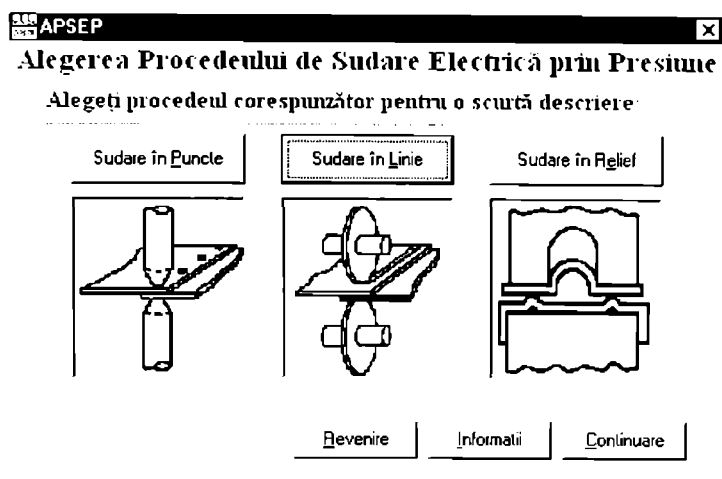 APSEP
Alegerea Procedeului de Sudare Electrică prin Presiune
Alegeți procedeul corespunzător pentru o scurtă descriere:
Sudare în Puncte Sudare în Linie Sudare în Relief
Revenire Informatii Continuare